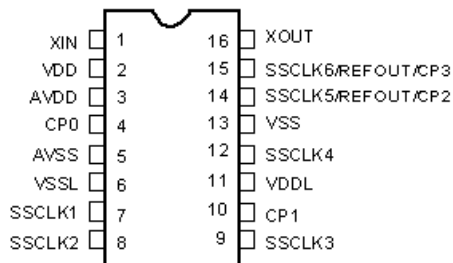 XIN 1 16 XOUT
VDD 2 15 SSCLK6/REFOUT/CP3
AVDD 3 14 SSCLK5/REFOUT/CP2
CP0 4 13 VSS
AVSS 5 12 SSCLK4
VSSL 6 11 VDDL
SSCLK1 7 10 CP1
SSCLK2 8 9 SSCLK3